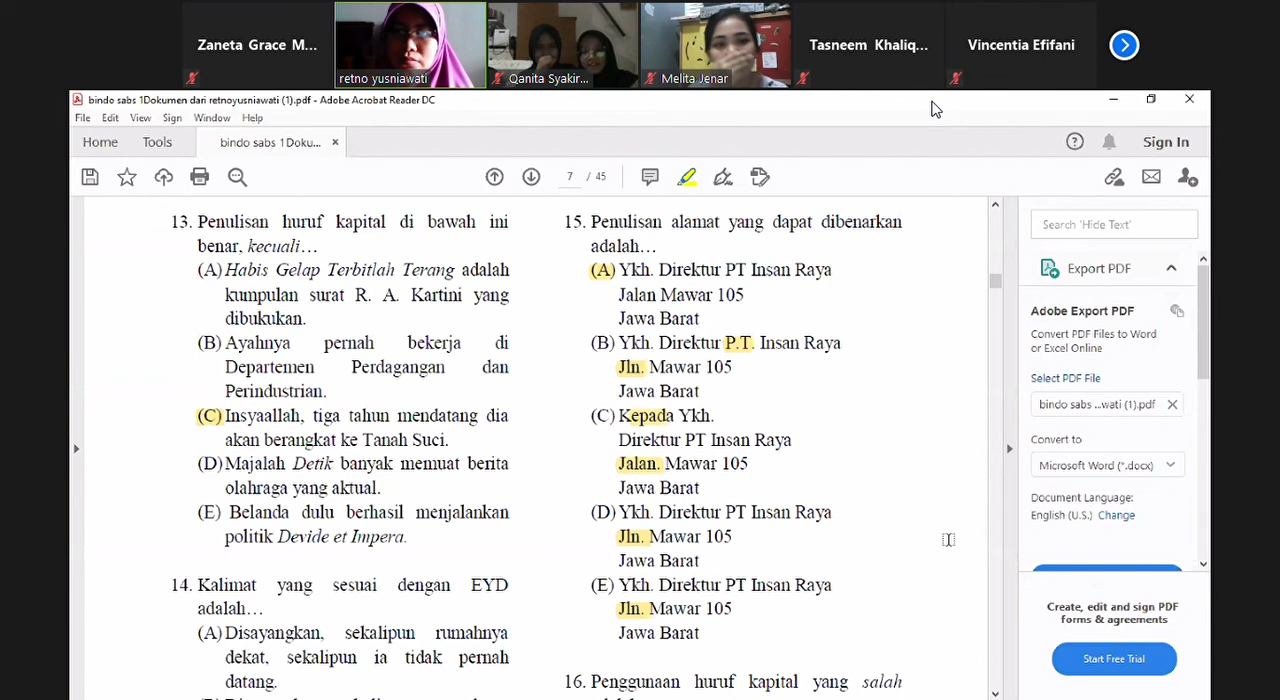 Zaneta Grace M...
retno yusniawati
Qanita Syakir...
Melita Jenar
Tasneem Khaliq...
Vincentia Efifani
bindo sabs 1Dokumen dari retnoyusniawati (1).pdf - Adobe Acrobat Reader DC
File Edit View Sign Window Help
Home Tools bindo sabs 1Doku... ×
Sign In
7 / 45
13. Penulisan huruf kapital di bawah ini
benar, kecuali…
(A) Habis Gelap Terbitlah Terang adalah
kumpulan surat R. A. Kartini yang
dibukukan.
(B) Ayahnya pernah bekerja di
Departemen Perdagangan dan
Perindustrian.
(C) Insyaallah, tiga tahun mendatang dia
akan berangkat ke Tanah Suci.
(D) Majalah Detik banyak memuat berita
olahraga yang aktual.
(E) Belanda dulu berhasil menjalankan
politik Devide et Impera.
14. Kalimat yang sesuai dengan EYD
adalah…
(A) Disayangkan, sekalipun rumahnya
dekat, sekalipun ia tidak pernah
datang.
15. Penulisan alamat yang dapat dibenarkan
adalah…
(A) Ykh. Direktur PT Insan Raya
Jalan Mawar 105
Jawa Barat
(B) Ykh. Direktur P.T. Insan Raya
Jln. Mawar 105
Jawa Barat
(C) Kepada Ykh.
Direktur PT Insan Raya
Jalan. Mawar 105
Jawa Barat
(D) Ykh. Direktur PT Insan Raya
Jln. Mawar 105
Jawa Barat
(E) Ykh. Direktur PT Insan Raya
Jln. Mawar 105
Jawa Barat
16. Penggunaan huruf kapital yang salah
Search 'Hide Text'
Export PDF
Adobe Export PDF
Convert PDF Files to Word
or Excel Online
Select PDF File
bindo sabs ...wati (1).pdf
Convert to
Microsoft Word (*.docx)
Document Language:
English (U.S.) Change
Create, edit and sign PDF
forms & agreements
Start Free Trial